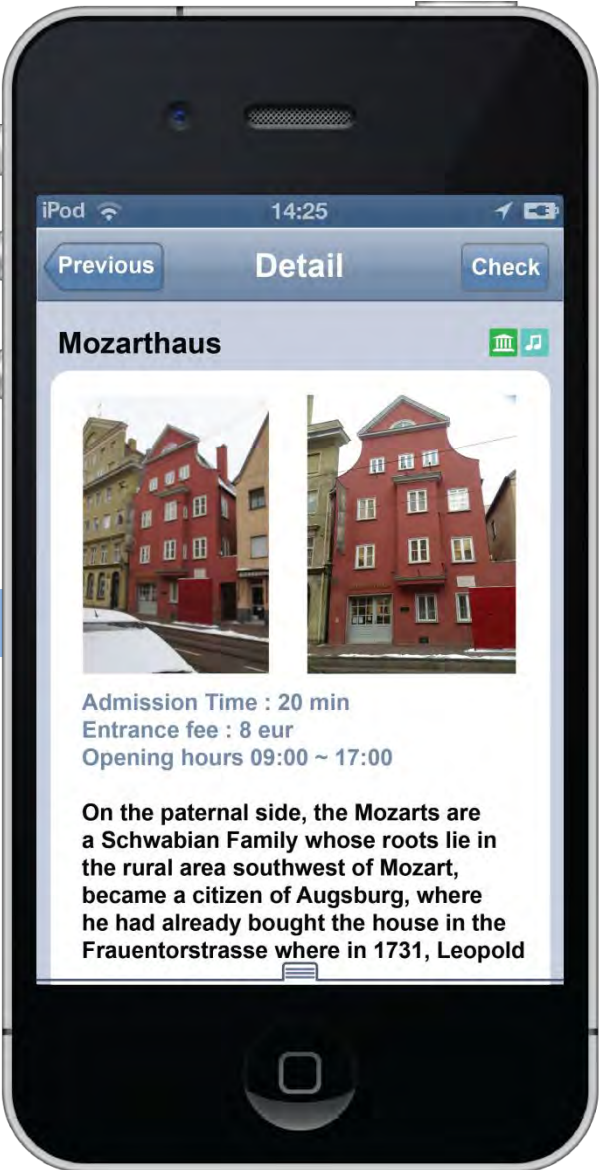 iPod 14:25
Previous Detail Check
Mozarthaus
Admission Time : 20 min
Entrance fee : 8 eur
Opening hours 09:00 ~ 17:00
On the paternal side, the Mozarts are
a Schwabian Family whose roots lie in
the rural area southwest of Mozart,
became a citizen of Augsburg, where
he had already bought the house in the
Frauentorstrasse where in 1731, Leopold